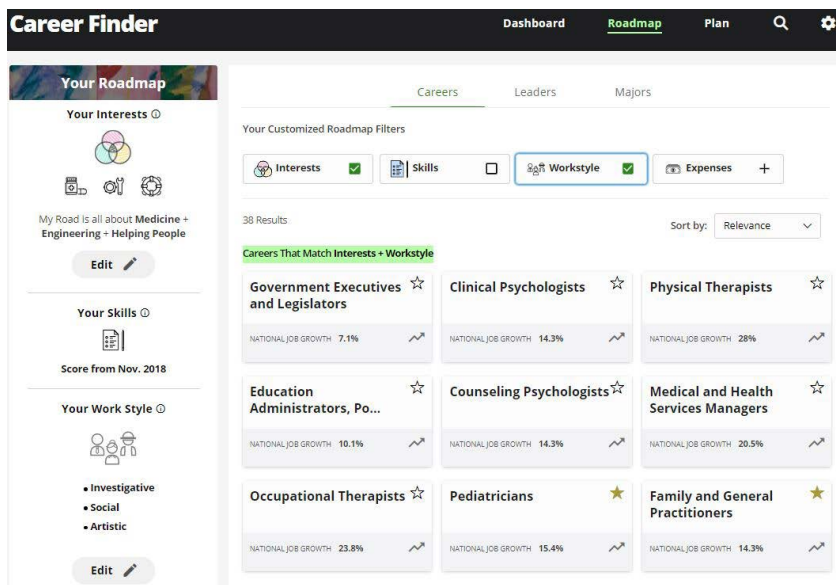 Career Finder
Dashboard
Roadmap
Plan
Your Roadmap
Your Interests
My Road is all about Medicine +
Engineering + Helping People
Edit
Your Skills
Score from Nov. 2018
Your Work Style
• Investigative
• Social
• Artistic
Edit
Careers
Leaders
Majors
Your Customized Roadmap Filters
Interests
Skills
Workstyle
Expenses +
38 Results
Sort by: Relevance
Careers That Match Interests + Workstyle
Government Executives
and Legislators
NATIONAL JOB GROWTH 7.1%
Clinical Psychologists
NATIONAL JOB GROWTH 14.3%
Physical Therapists
NATIONAL JOB GROWTH 28%
Education
Administrators, Po...
NATIONAL JOB GROWTH 10.1%
Counseling Psychologists
NATIONAL JOB GROWTH 14.3%
Medical and Health
Services Managers
NATIONAL JOB GROWTH 20.5%
Occupational Therapists
NATIONAL JOB GROWTH 23.8%
Pediatricians
NATIONAL JOB GROWTH 15.4%
Family and General
Practitioners
NATIONAL JOB GROWTH 14.3%